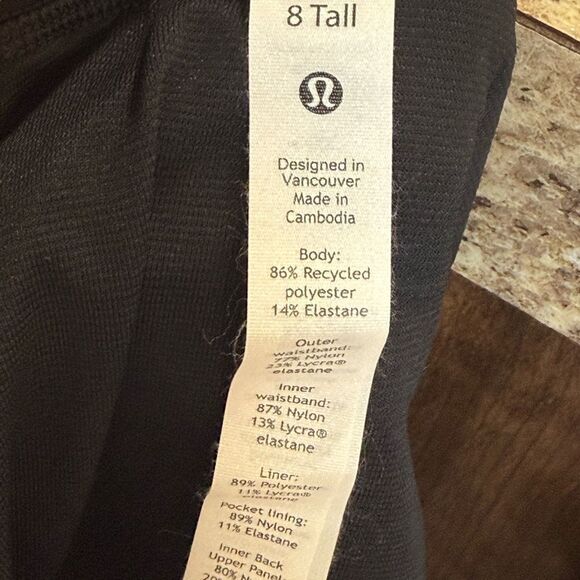 8 Tall
Designed in
Vancouver
Made in
Cambodia
Body:
86% Recycled
polyester
14% Elastane
Outer
waistband:
77% Nylon
23% Lycra®
elastane
Inner
waistband:
87% Nylon
13% Lycra®
elastane
Liner:
89% Polyester
11% Lycra®
elastane
Pocket lining:
89% Nylon
11% Elastane
Inner Back
Upper Panel
80%
20%